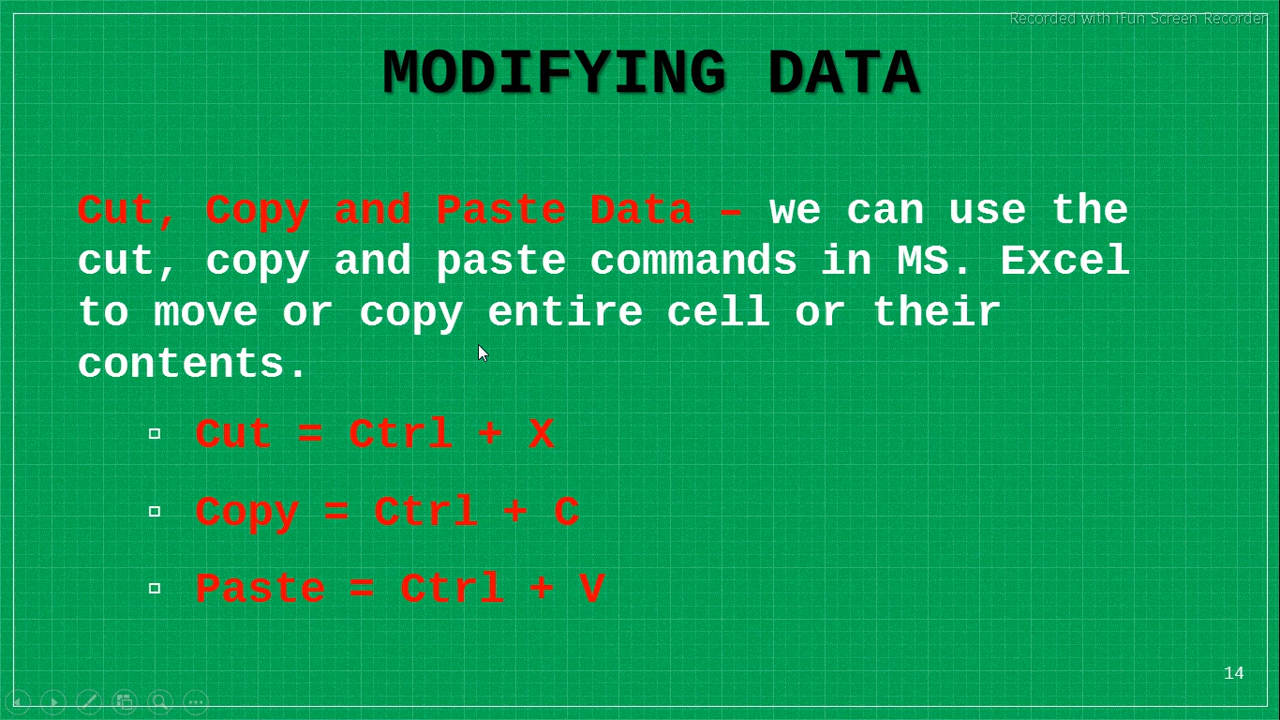 Recorded with iFun Screen Recorder
MODIFYING DATA
Cut, Copy and Paste Data – we can use the
cut, copy and paste commands in MS. Excel
to move or copy entire cell or their
contents.
Cut = Ctrl + X
Copy = Ctrl + C
Paste = Ctrl + V
14